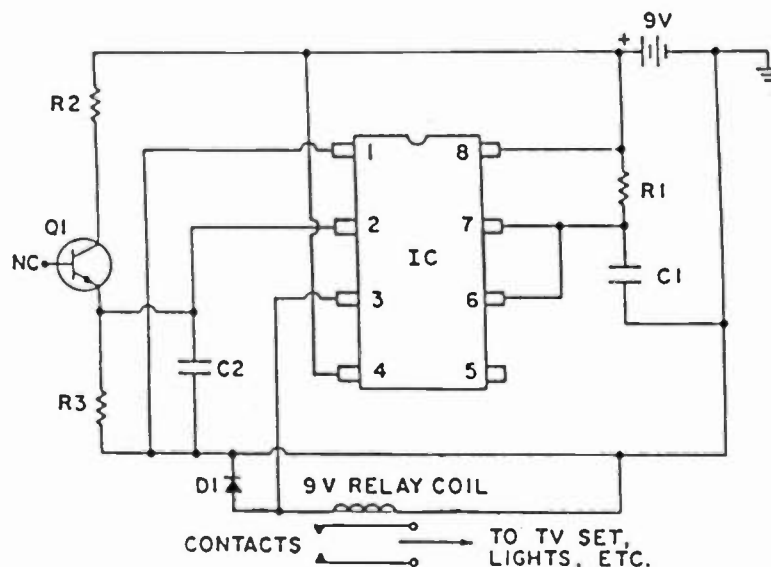 9V
+
R2
1
8
R1
Q1
2
7
NC
IC
C1
3
6
C2
4
5
R3
D1
9V RELAY COIL
CONTACTS
TO TV SET,
LIGHTS, ETC.